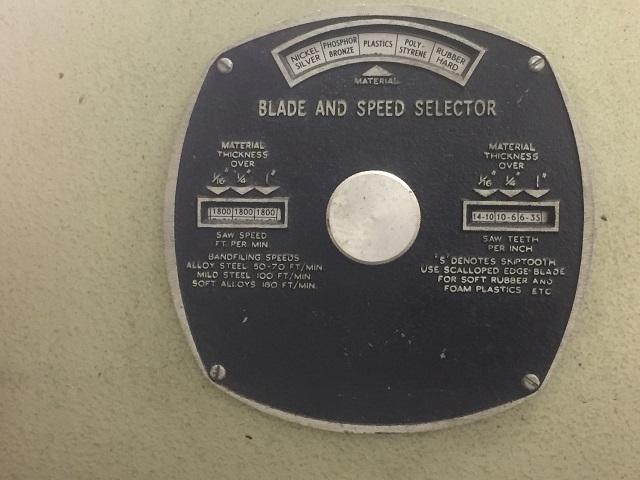 NICKEL SILVER PHOSPHOR BRONZE PLASTICS POLY-STYRENE RUBBER HARD
MATERIAL
BLADE AND SPEED SELECTOR
MATERIAL
THICKNESS
OVER
1/16" 1/4" 1"
1800 1800 1800
SAW SPEED
FT. PER MIN.
BANDFILING SPEEDS
ALLOY STEEL 50-70 FT/MIN
MILD STEEL 100 FT/MIN.
SOFT ALLOYS 180 FT/MIN.
MATERIAL
THICKNESS
OVER
1/16" 1/4" 1"
14-10 10-6 6-3S
SAW TEETH
PER INCH
'S' DENOTES SKIPTOOTH
USE SCALLOPED EDGE-BLADE
FOR SOFT RUBBER AND
FOAM PLASTICS ETC